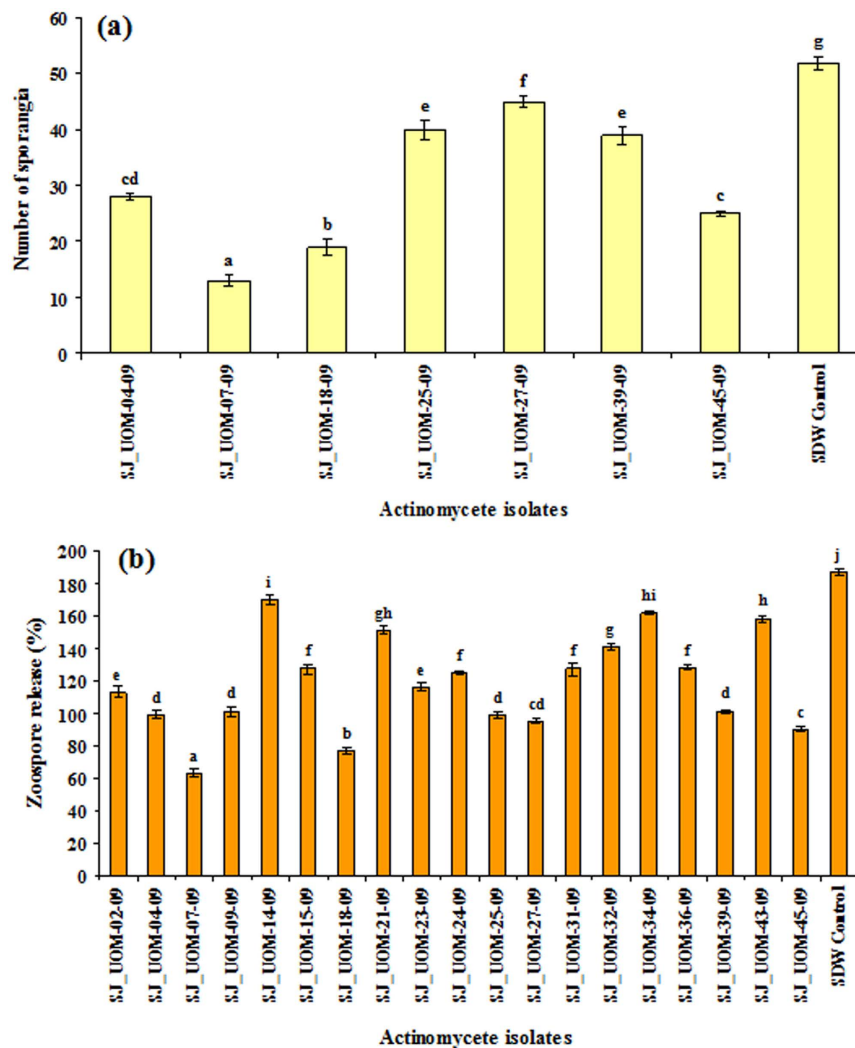 (a)
Number of sporangia
60
50
40
30
20
10
0
cd
a
b
e
f
e
c
g
SJ_UOM-04-09
SJ_UOM-07-09
SJ_UOM-18-09
SJ_UOM-25-09
SJ_UOM-27-09
SJ_UOM-39-09
SJ_UOM-45-09
SDW Control
Actinomycete isolates
(b)
Zoospore release (%)
200
180
160
140
120
100
80
60
40
20
0
e
d
a
d
i
f
b
gh
e
f
d
cd
f
g
hi
f
d
h
c
j
SJ_UOM-02-09
SJ_UOM-04-09
SJ_UOM-07-09
SJ_UOM-09-09
SJ_UOM-14-09
SJ_UOM-15-09
SJ_UOM-18-09
SJ_UOM-21-09
SJ_UOM-23-09
SJ_UOM-24-09
SJ_UOM-25-09
SJ_UOM-27-09
SJ_UOM-31-09
SJ_UOM-32-09
SJ_UOM-34-09
SJ_UOM-36-09
SJ_UOM-39-09
SJ_UOM-43-09
SJ_UOM-45-09
SDW Control
Actinomycete isolates